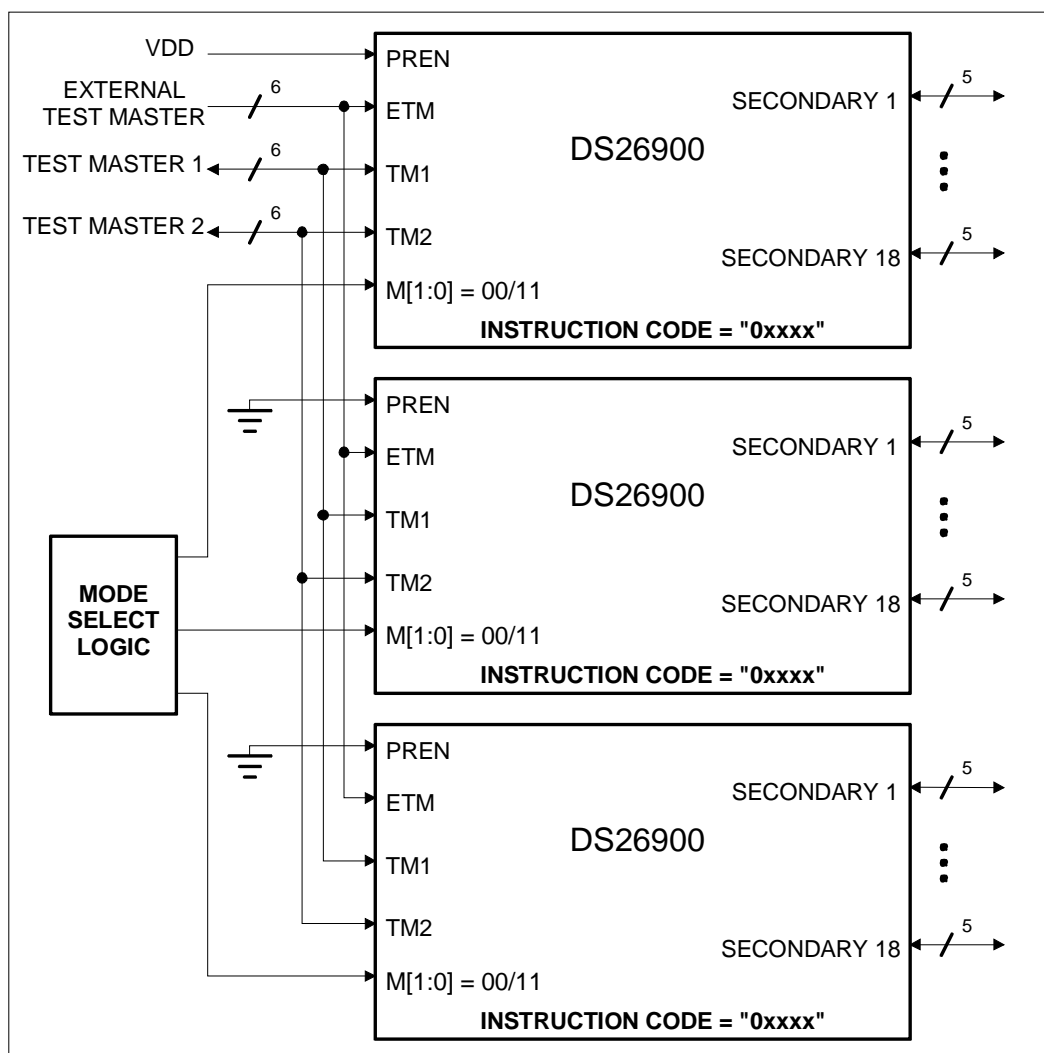 VDD
EXTERNAL
TEST MASTER
6
TEST MASTER 1
6
TEST MASTER 2
6
PREN
ETM
TM1
TM2
M[1:0] = 00/11
DS26900
SECONDARY 1
5
SECONDARY 18
5
INSTRUCTION CODE = "0xxxx"
PREN
ETM
TM1
TM2
M[1:0] = 00/11
DS26900
SECONDARY 1
5
SECONDARY 18
5
INSTRUCTION CODE = "0xxxx"
MODE
SELECT
LOGIC
PREN
ETM
TM1
TM2
M[1:0] = 00/11
DS26900
SECONDARY 1
5
SECONDARY 18
5
INSTRUCTION CODE = "0xxxx"